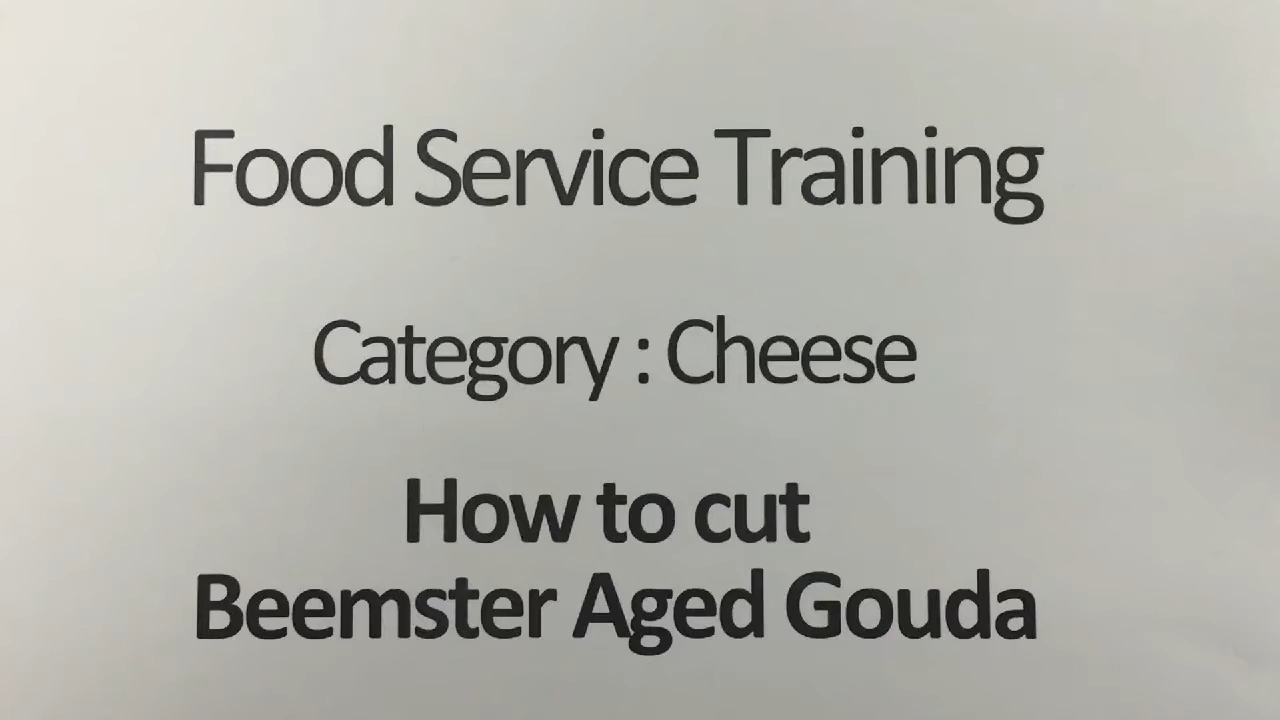 Food Service Training
Category : Cheese
How to cut
Beemster Aged Gouda